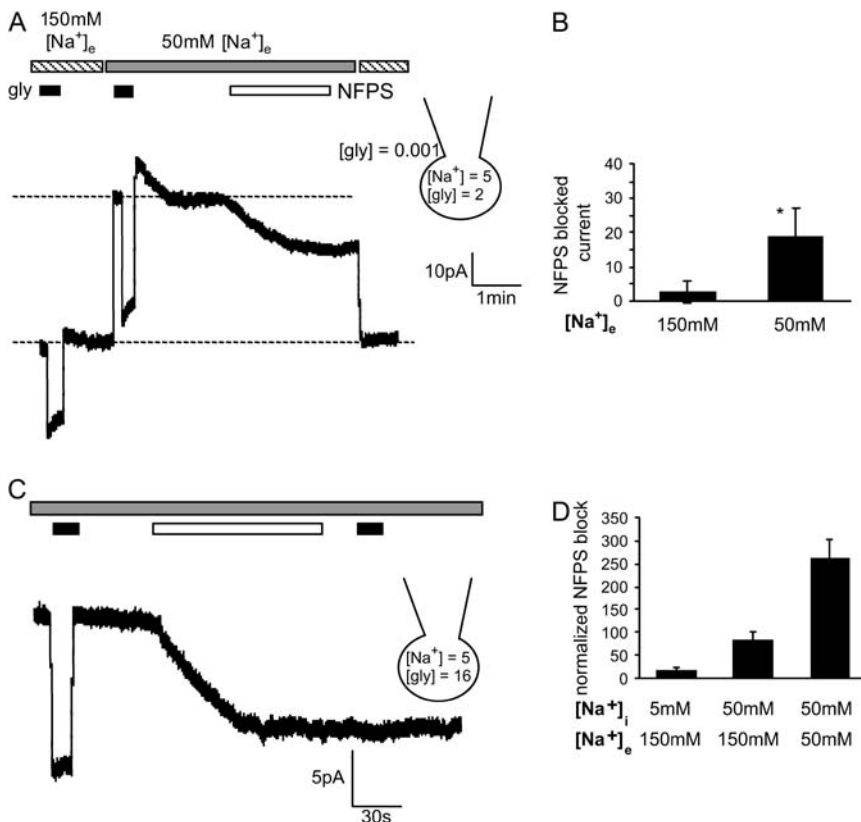 A
150mM
[Na+]e
50mM [Na+]e
gly
NFPS
[gly] = 0.001
[Na+] = 5
[gly] = 2
10pA
1min
B
NFPS blocked
current
40
30
20
10
0
[Na+]e
150mM
50mM
*
C
[Na+] = 5
[gly] = 16
5pA
30s
D
normalized NFPS block
350
300
250
200
150
100
50
0
[Na+]i
5mM
50mM
50mM
[Na+]e
150mM
150mM
50mM